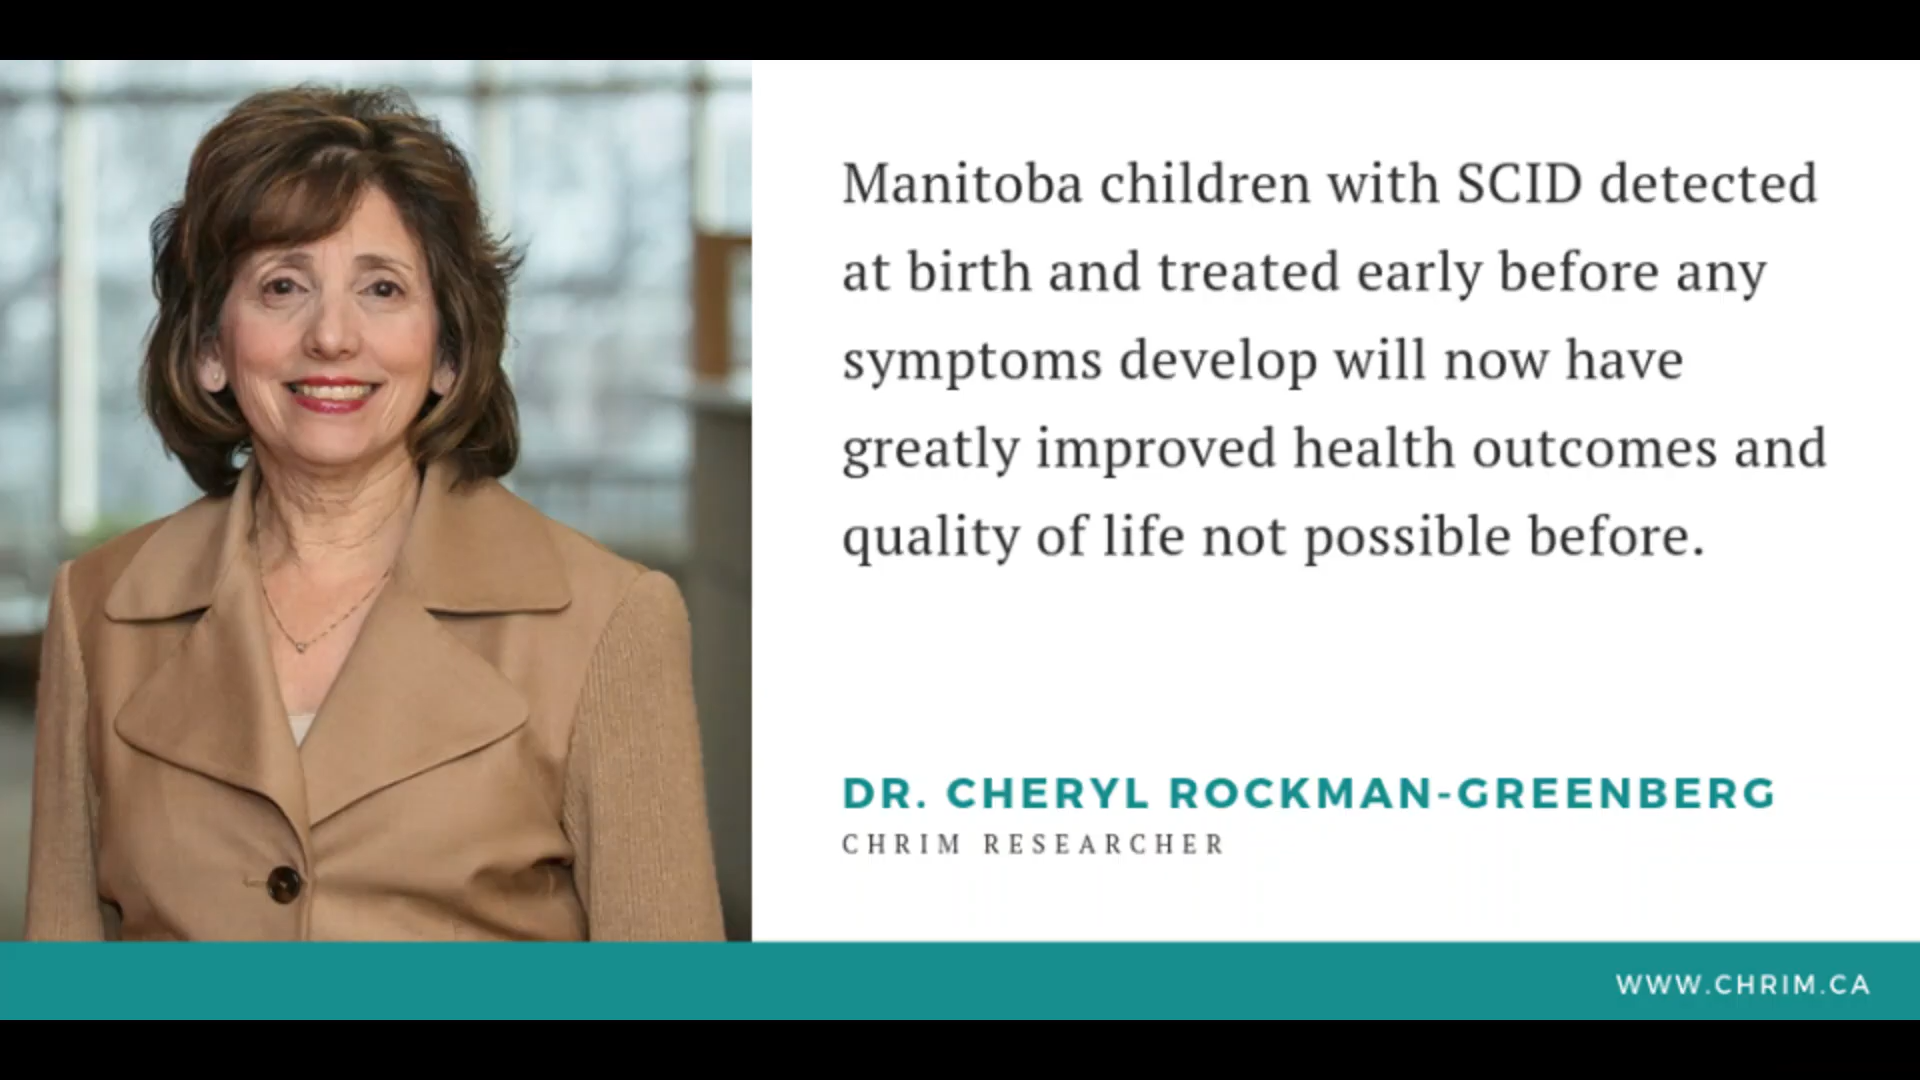 Manitoba children with SCID detected
at birth and treated early before any
symptoms develop will now have
greatly improved health outcomes and
quality of life not possible before.
DR. CHERYL ROCKMAN-GREENBERG
CHRIM RESEARCHER
WWW.CHRIM.CA